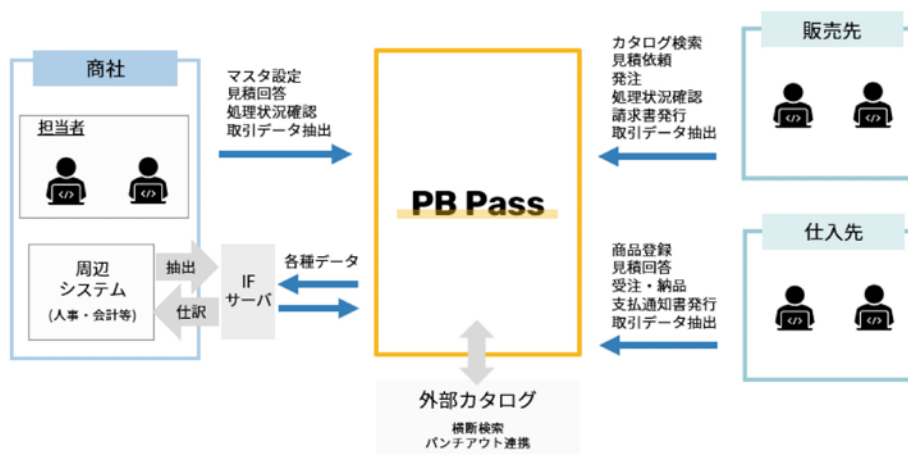 商社
担当者
周辺
システム
(人事・会計等)
抽出
仕訳
IF
サーバ
マスタ設定
見積回答
処理状況確認
取引データ抽出
各種データ
PB Pass
外部カタログ
横断検索
パンチアウト連携
カタログ検索
見積依頼
発注
処理状況確認
請求書発行
取引データ抽出
販売先
商品登録
見積回答
受注・納品
支払通知書発行
取引データ抽出
仕入先